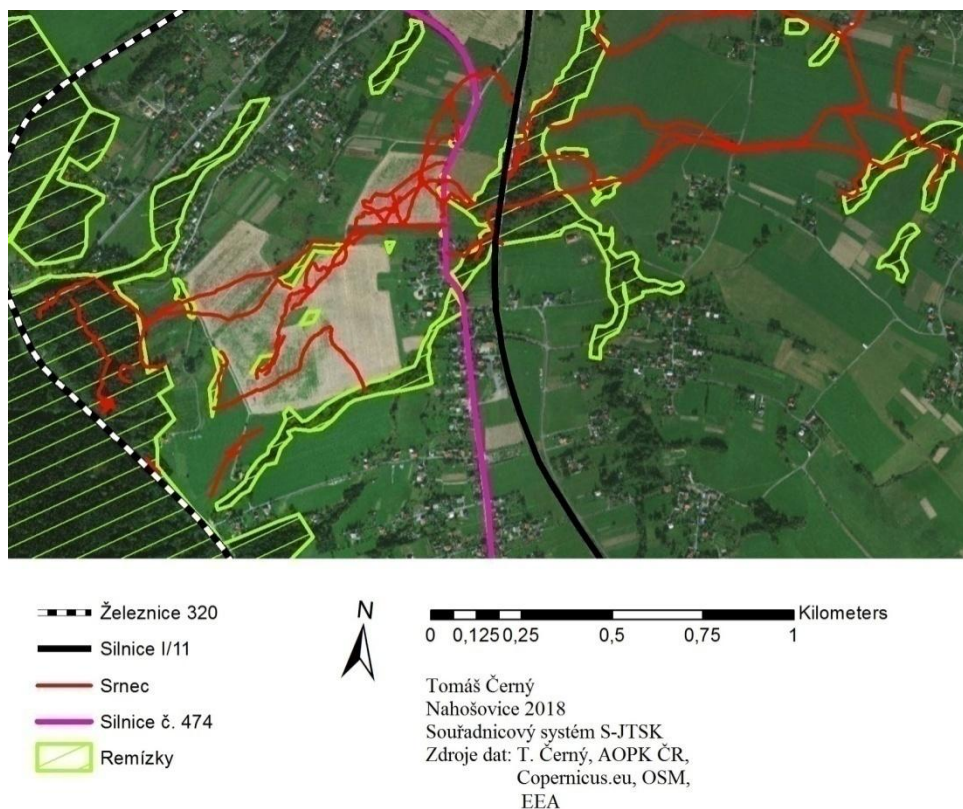 Železnice 320
Silnice I/11
Srnec
Silnice č. 474
Remízky
N
Kilometers
0 0,125 0,25 0,5 0,75 1
Tomáš Černý
Nahošovice 2018
Souřadnicový systém S-JTSK
Zdroje dat: T. Černý, AOPK ČR,
Copernicus.eu, OSM,
EEA